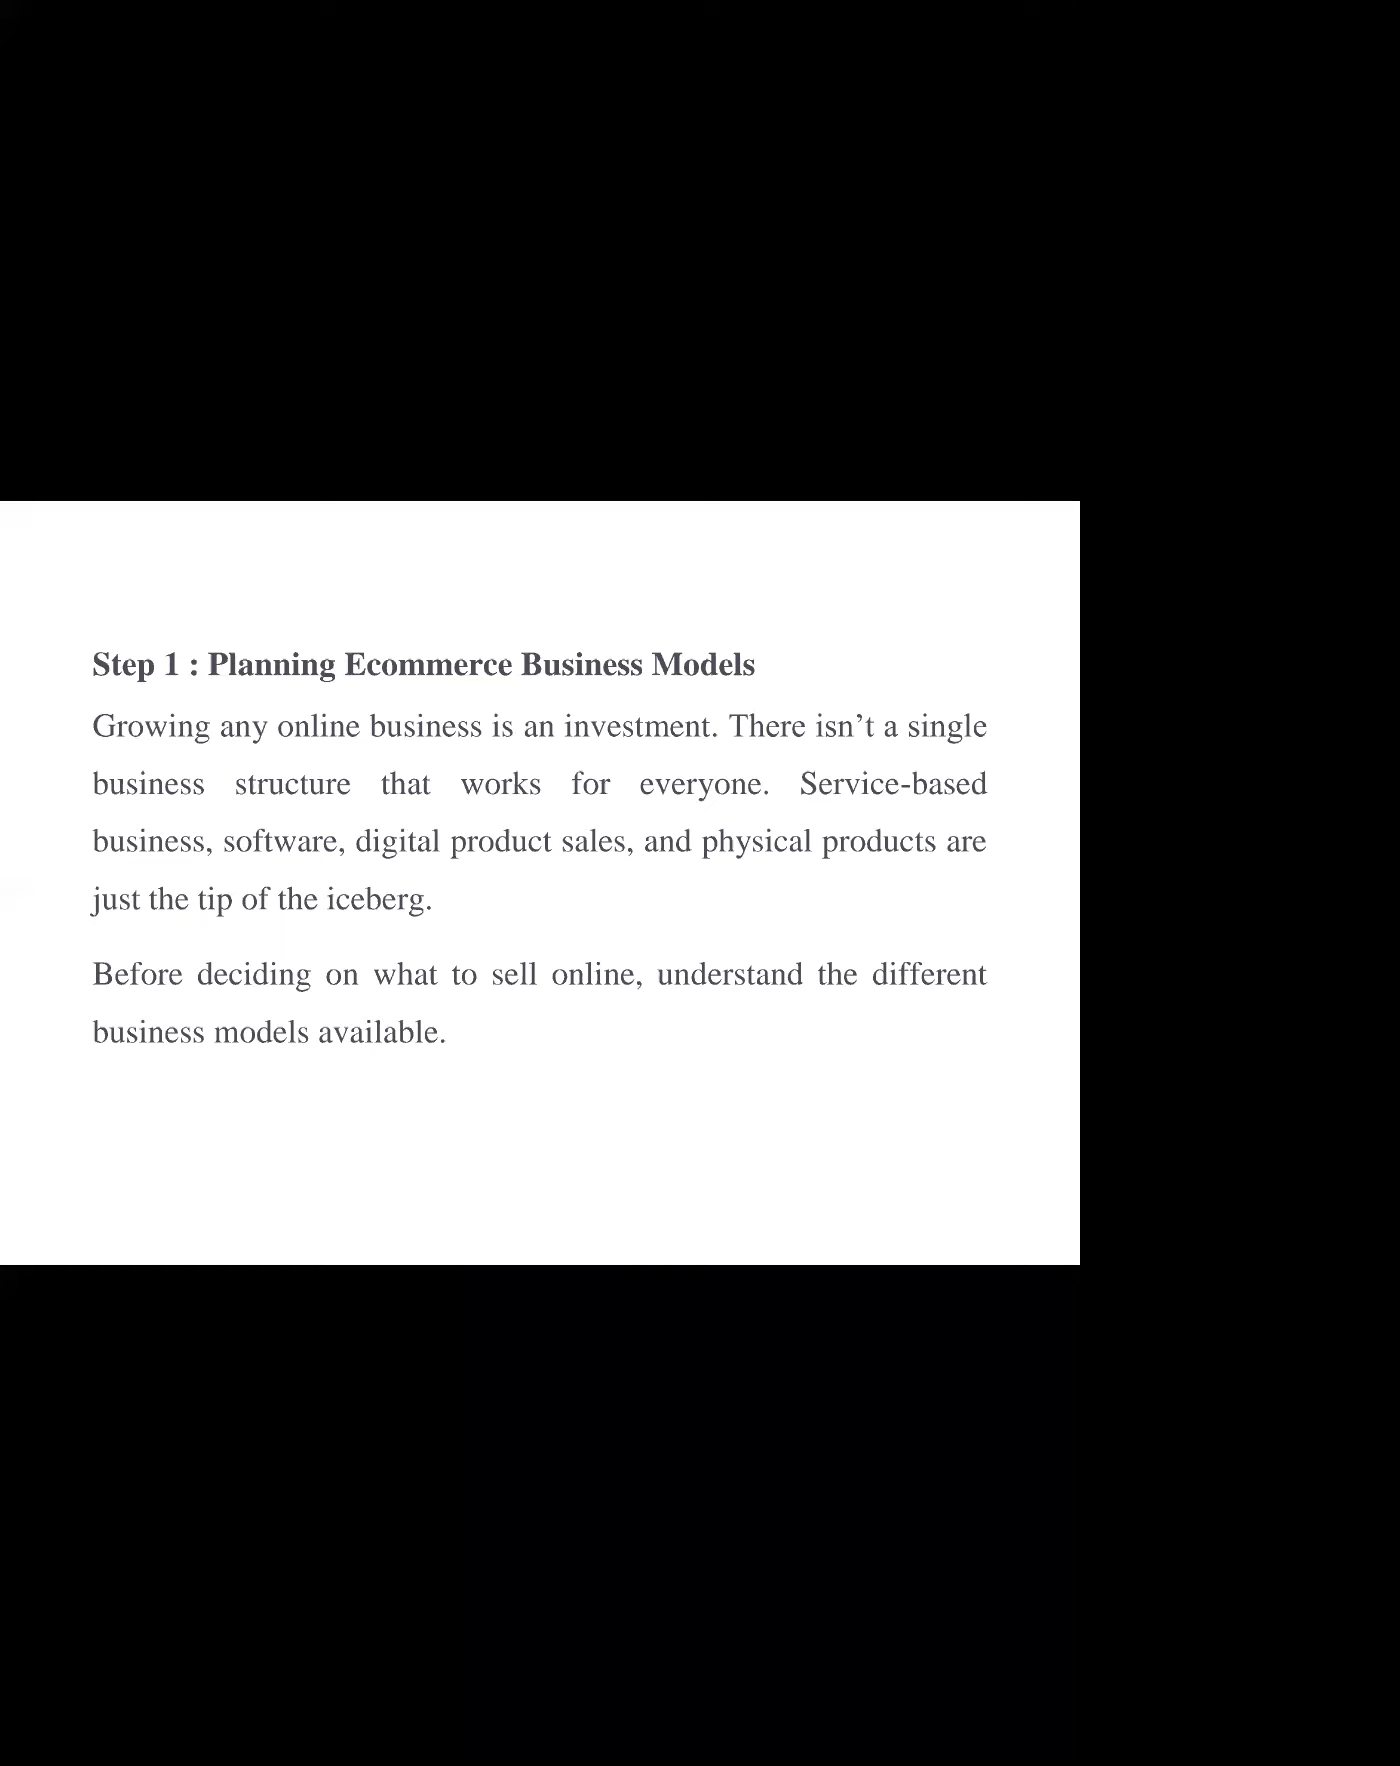 Step 1 : Planning Ecommerce Business Models
Growing any online business is an investment. There isn’t a single
business structure that works for everyone. Service-based
business, software, digital product sales, and physical products are
just the tip of the iceberg.
Before deciding on what to sell online, understand the different
business models available.